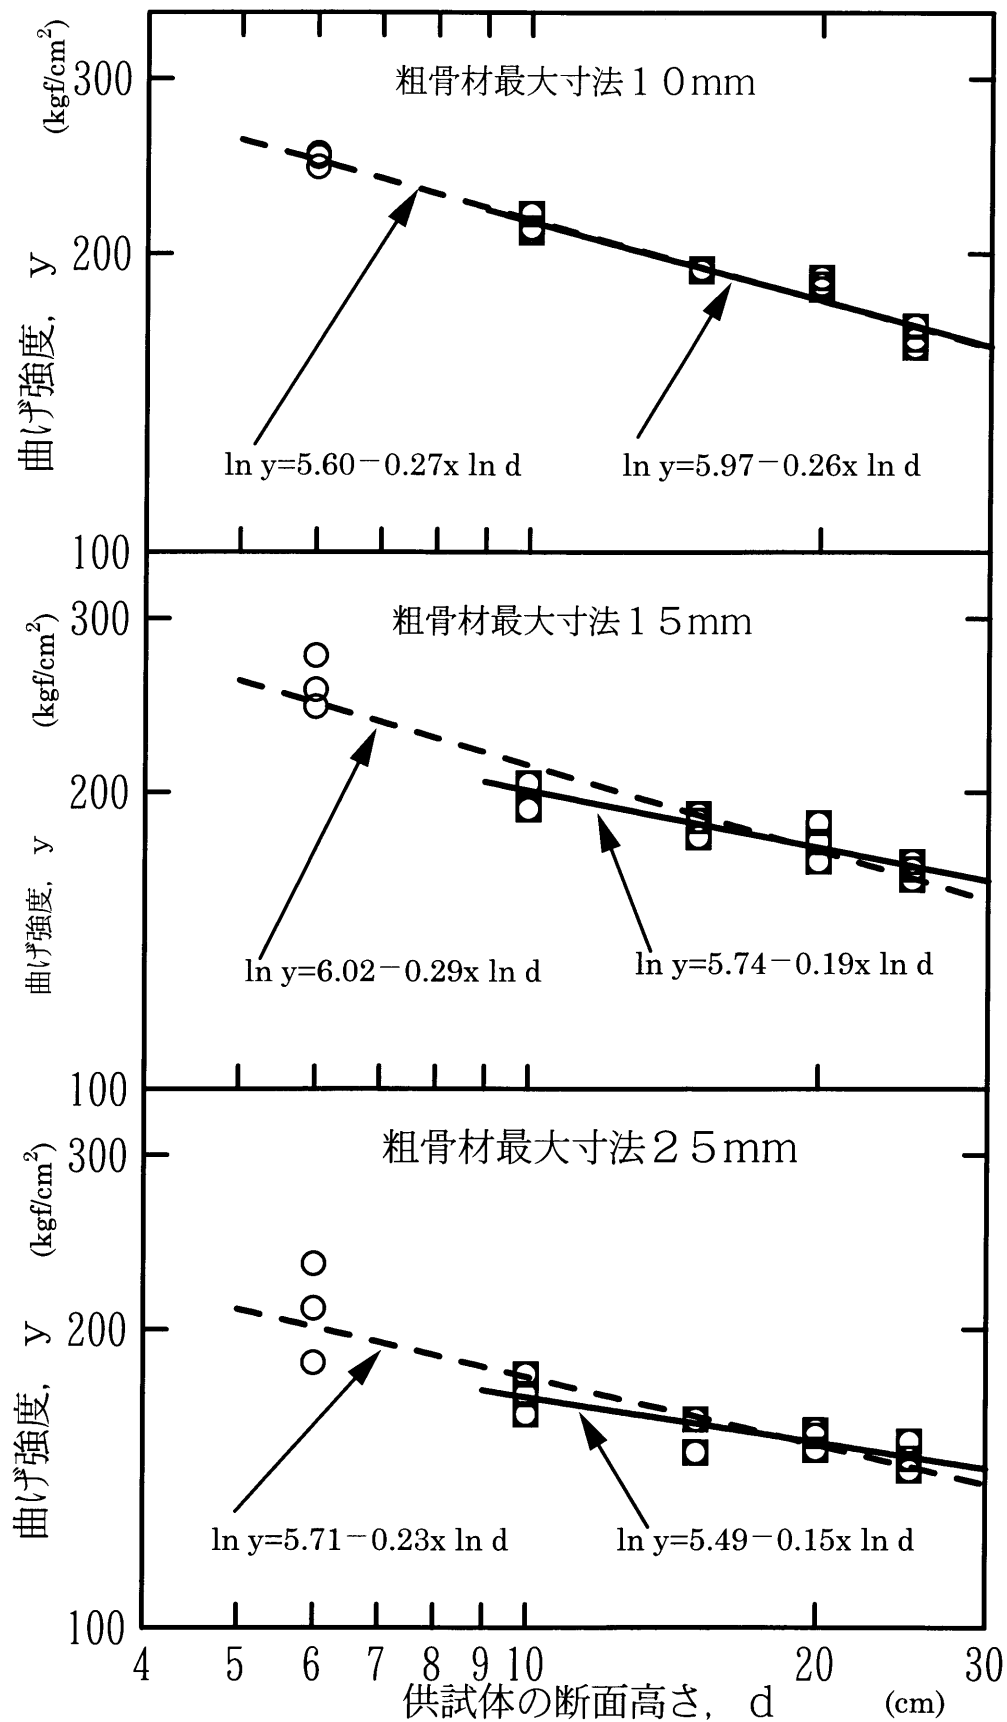 粗骨材最大寸法10mm
300
200
100
曲げ強度, y (kgf/cm²)
ln y=5.60−0.27x ln d
ln y=5.97−0.26x ln d
粗骨材最大寸法15mm
300
200
100
曲げ強度, y (kgf/cm²)
ln y=6.02−0.29x ln d
ln y=5.74−0.19x ln d
粗骨材最大寸法25mm
300
200
100
曲げ強度, y (kgf/cm²)
ln y=5.71−0.23x ln d
ln y=5.49−0.15x ln d
4 5 6 7 8 9 10 20 30
供試体の断面高さ, d (cm)